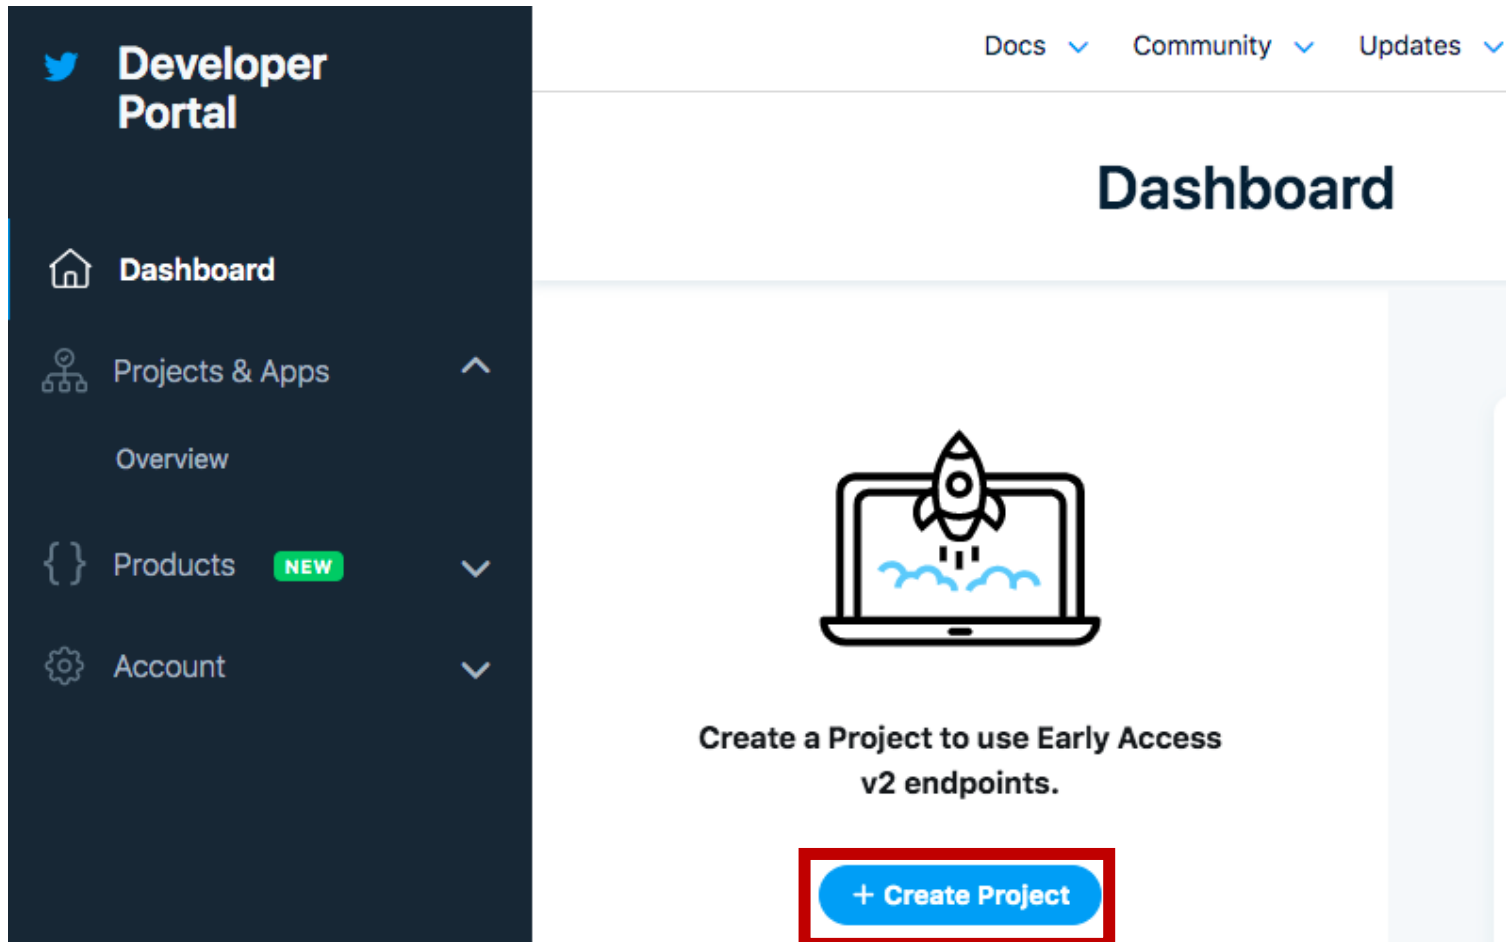 Developer
Portal
Docs Community Updates
Dashboard
Dashboard
Projects & Apps
Overview
Products NEW
Account
Create a Project to use Early Access
v2 endpoints.
+ Create Project